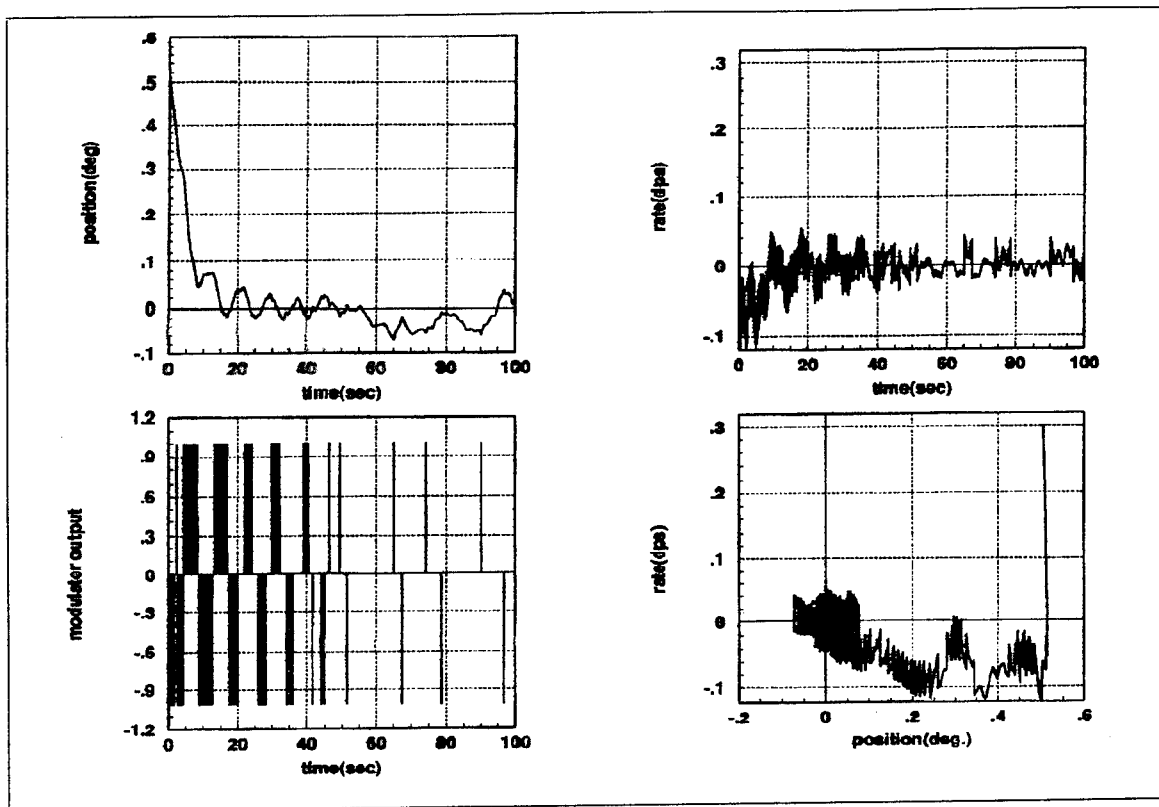 .6
.5
.4
.3
.2
.1
0
-.1
position(deg)
0 20 40 60 80 100
time(sec)
.3
.2
.1
0
-.1
rate(dps)
0 20 40 60 80 100
time(sec)
1.2
.9
.6
.3
0
-.3
-.6
-.9
-1.2
modulater output
0 20 40 60 80 100
time(sec)
.3
.2
.1
0
-.1
rate(dps)
-.2 0 .2 .4 .6
position(deg.)